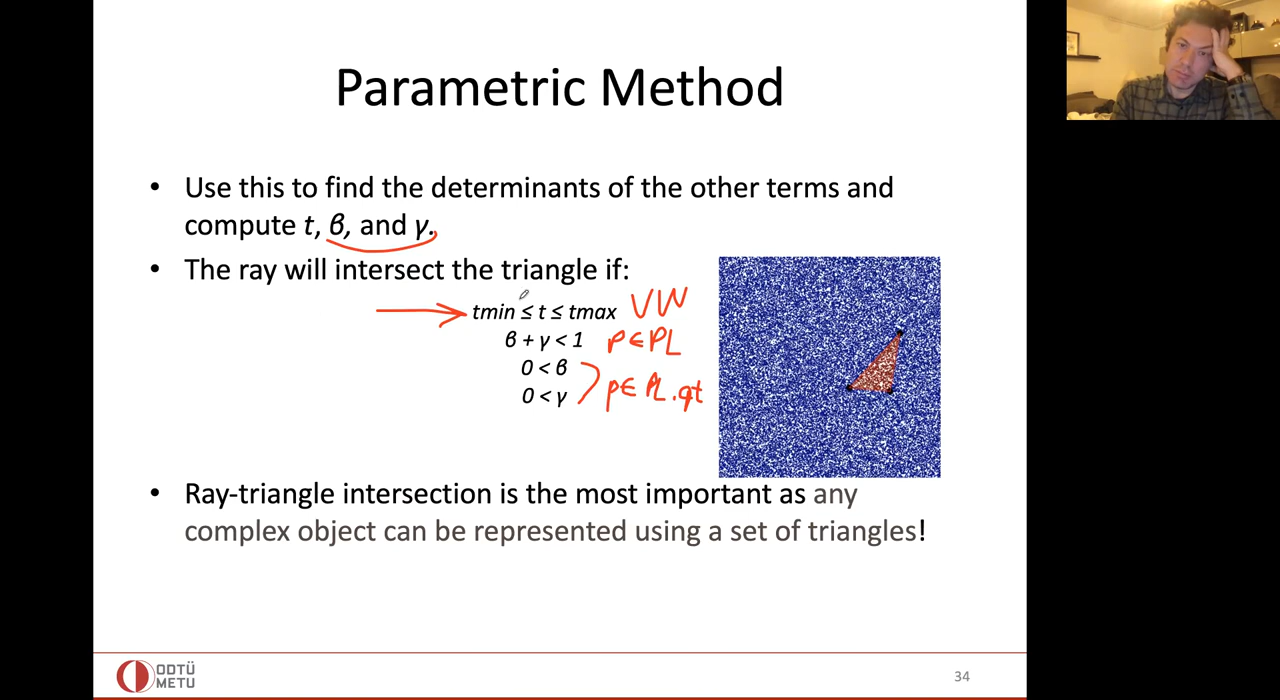 Parametric Method
• Use this to find the determinants of the other terms and
compute t, β, and γ.
• The ray will intersect the triangle if:
tmin ≤ t ≤ tmax VW
β + γ < 1 P ∈ PL
0 < β
0 < γ
p ∈ PL.
• Ray-triangle intersection is the most important as any
complex object can be represented using a set of triangles!
ODTÜ
METU
34